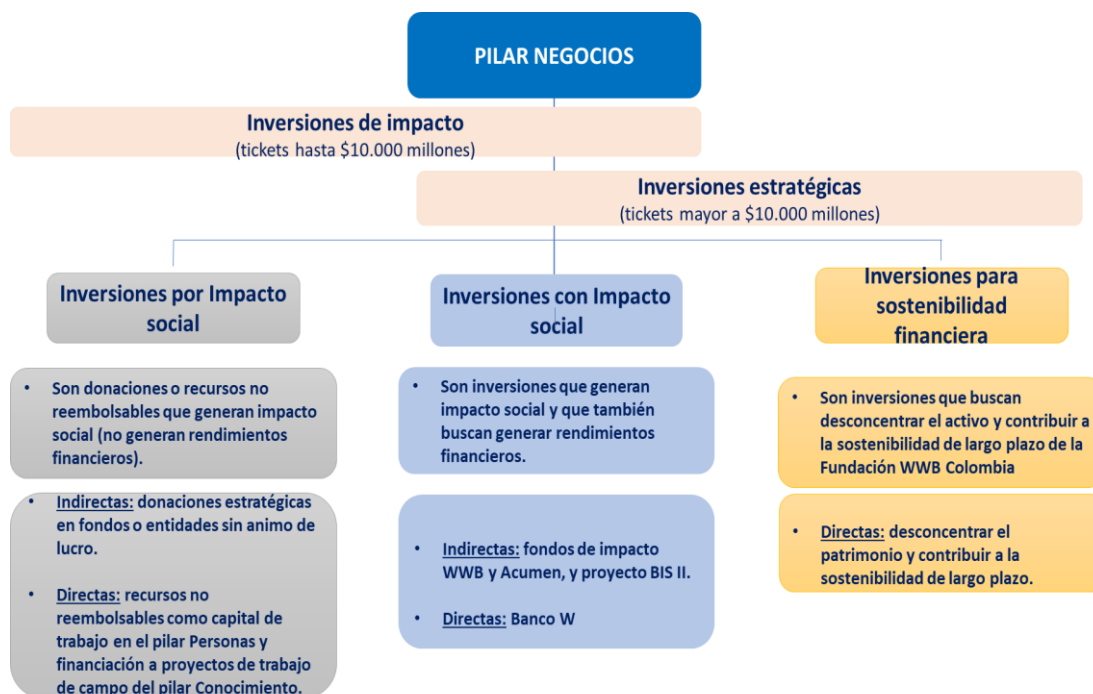 PILAR NEGOCIOS
Inversiones de impacto
(tickets hasta $10.000 millones)
Inversiones estratégicas
(tickets mayor a $10.000 millones)
Inversiones por Impacto
social
Inversiones con Impacto
social
Inversiones para
sostenibilidad
financiera
• Son donaciones o recursos no
reembolsables que generan impacto
social (no generan rendimientos
financieros).
• Son inversiones que generan
impacto social y que también
buscan generar rendimientos
financieros.
• Son inversiones que buscan
desconcentrar el activo y contribuir a
la sostenibilidad de largo plazo de la
Fundación WWB Colombia
• Indirectas: donaciones estratégicas
en fondos o entidades sin animo de
lucro.
• Directas: recursos no
reembolsables como capital de
trabajo en el pilar Personas y
financiación a proyectos de trabajo
de campo del pilar Conocimiento.
• Indirectas: fondos de impacto
WWB y Acumen, y proyecto BIS II.
• Directas: Banco W
• Directas: desconcentrar el
patrimonio y contribuir a la
sostenibilidad de largo plazo.